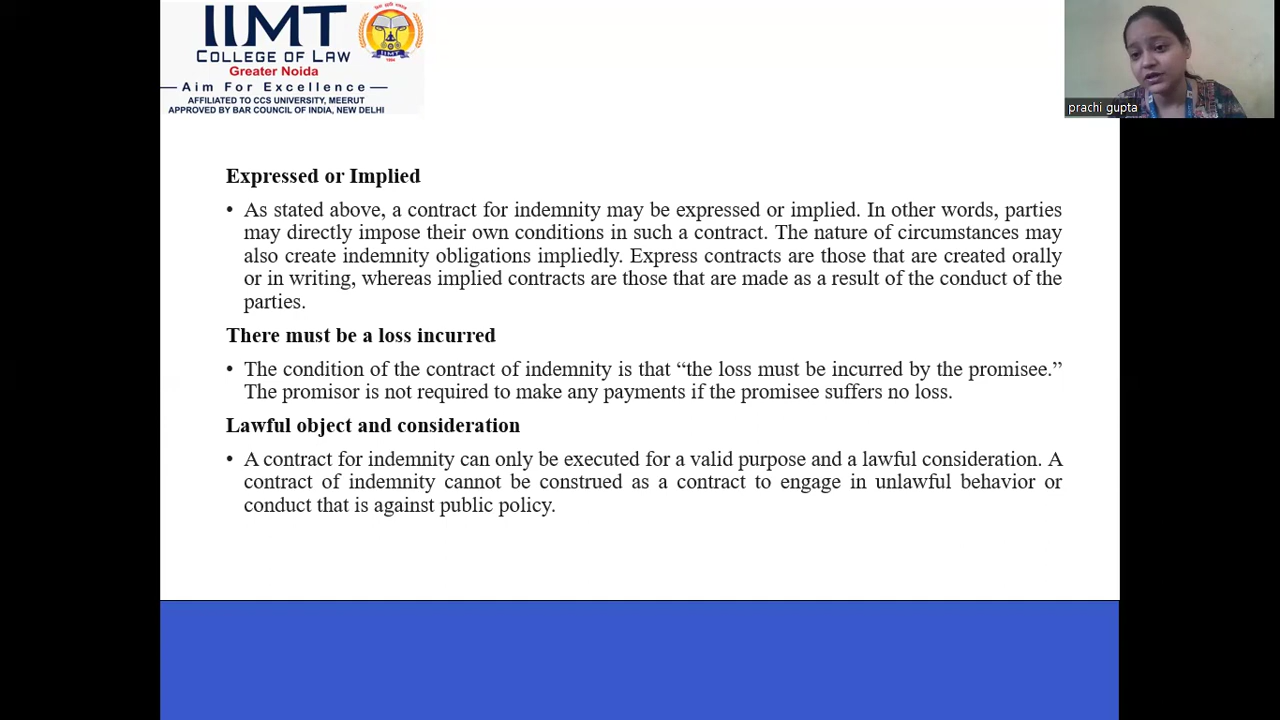 IIMT
COLLEGE OF LAW
Greater Noida
Aim For Excellence
AFFILIATED TO CCS UNIVERSITY, MEERUT
APPROVED BY BAR COUNCIL OF INDIA, NEW DELHI
IIMT
prachi gupta
Expressed or Implied
• As stated above, a contract for indemnity may be expressed or implied. In other words, parties
may directly impose their own conditions in such a contract. The nature of circumstances may
also create indemnity obligations impliedly. Express contracts are those that are created orally
or in writing, whereas implied contracts are those that are made as a result of the conduct of the
parties.
There must be a loss incurred
• The condition of the contract of indemnity is that “the loss must be incurred by the promisee.”
The promisor is not required to make any payments if the promisee suffers no loss.
Lawful object and consideration
• A contract for indemnity can only be executed for a valid purpose and a lawful consideration. A
contract of indemnity cannot be construed as a contract to engage in unlawful behavior or
conduct that is against public policy.